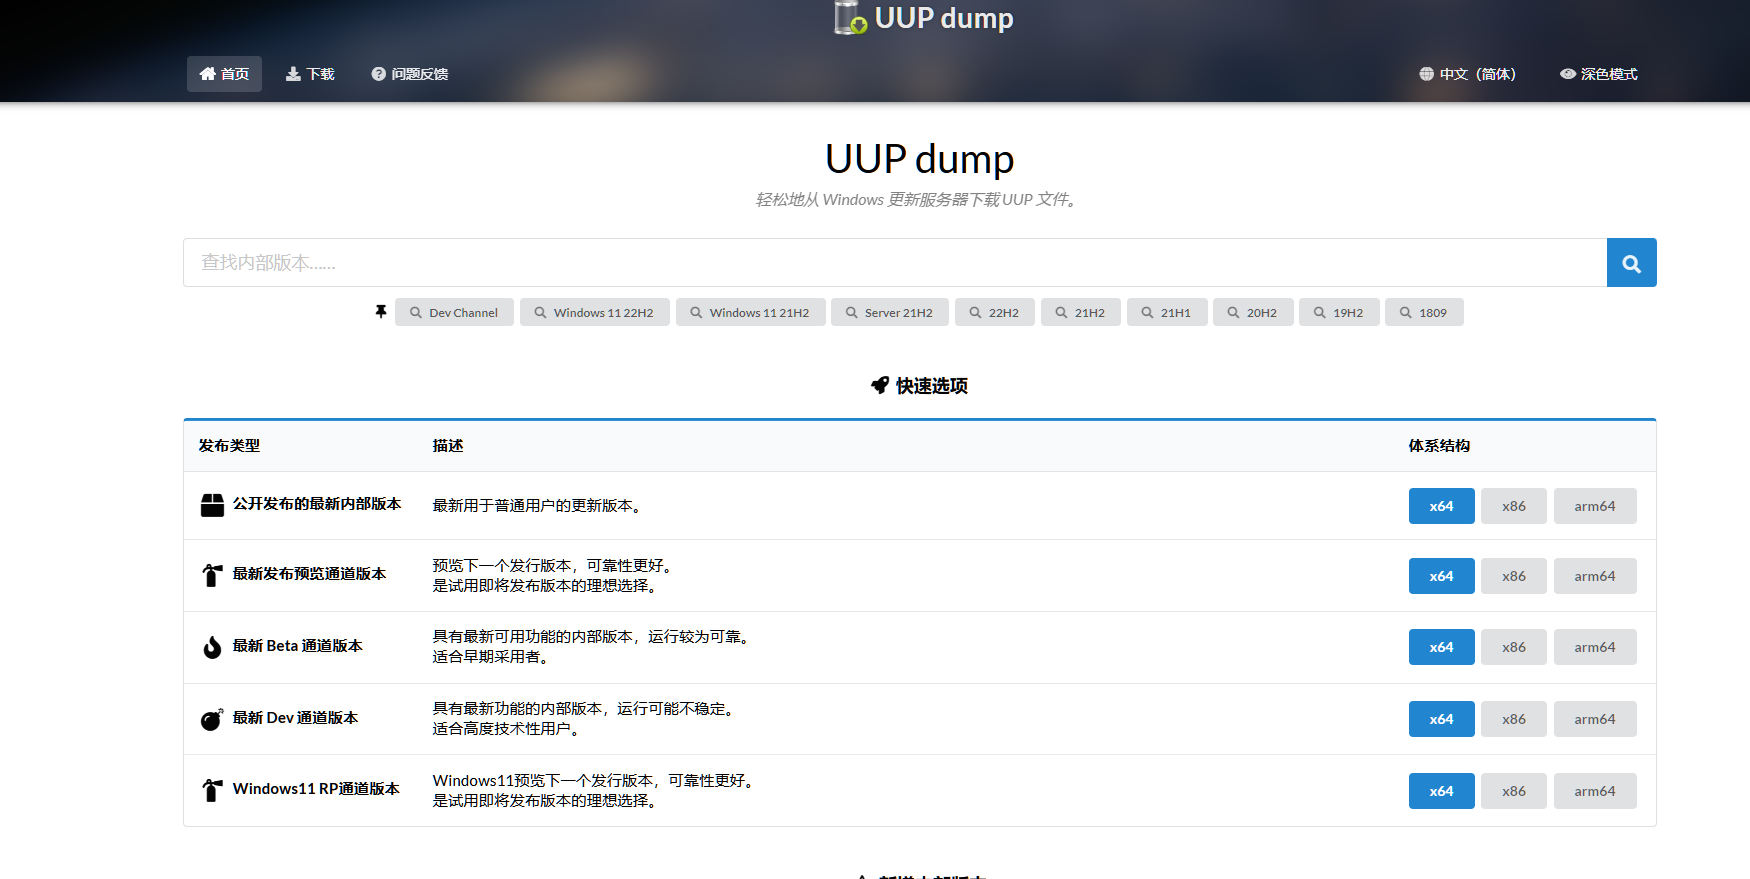 UUP dump
首页
下载
问题反馈
中文（简体）
深色模式
UUP dump
轻松地从 Windows 更新服务器下载 UUP 文件。
查找内部版本……
Dev Channel
Windows 11 22H2
Windows 11 21H2
Server 21H2
22H2
21H2
21H1
20H2
19H2
1809
快速选项
发布类型
描述
体系结构
公开发布的最新内部版本
最新用于普通用户的更新版本。
x64
x86
arm64
最新发布预览通道版本
预览下一个发行版本，可靠性更好。
是试用即将发布版本的理想选择。
x64
x86
arm64
最新 Beta 通道版本
具有最新可用功能的内部版本，运行较为可靠。
适合早期采用者。
x64
x86
arm64
最新 Dev 通道版本
具有最新功能的内部版本，运行可能不稳定。
适合高度技术性用户。
x64
x86
arm64
Windows11 RP通道版本
Windows11预览下一个发行版本，可靠性更好。
是试用即将发布版本的理想选择。
x64
x86
arm64